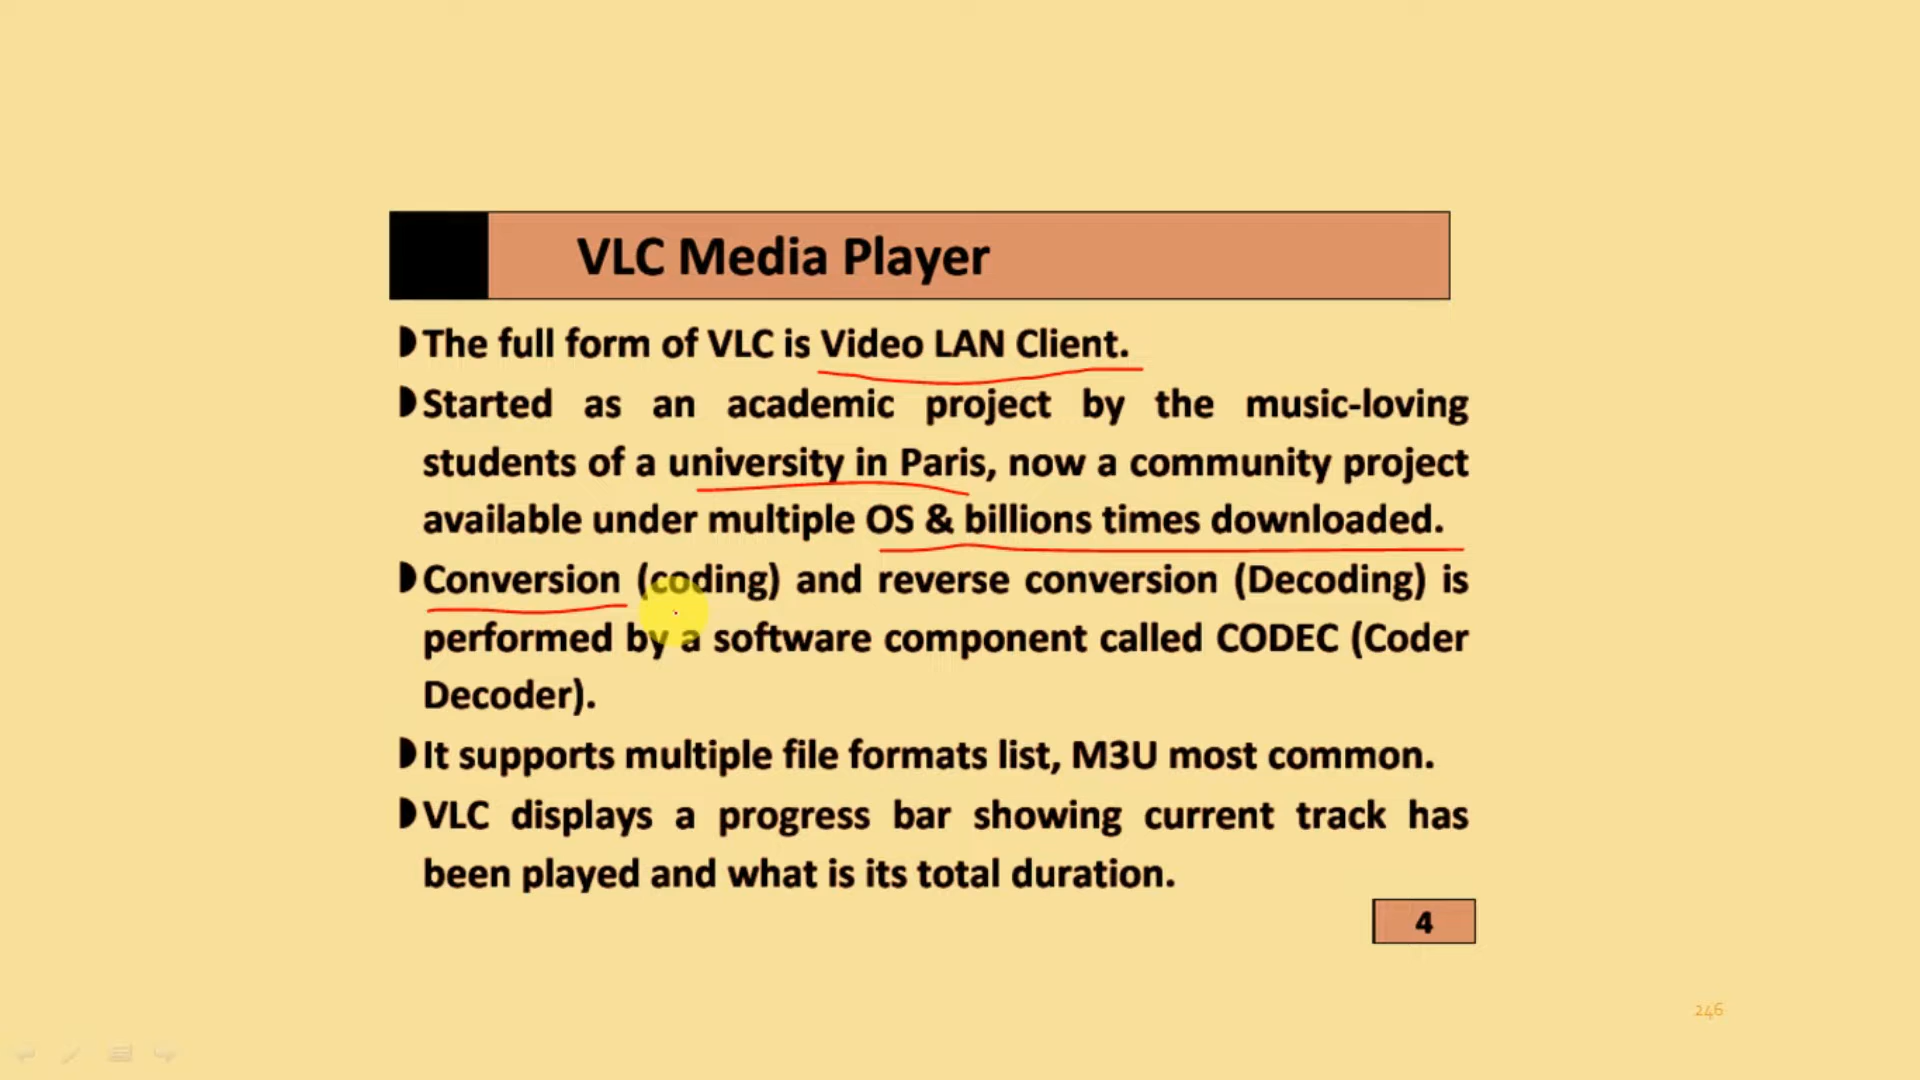 VLC Media Player
◗The full form of VLC is Video LAN Client.
◗Started as an academic project by the music-loving
students of a university in Paris, now a community project
available under multiple OS & billions times downloaded.
◗Conversion (coding) and reverse conversion (Decoding) is
performed by a software component called CODEC (Coder
Decoder).
◗It supports multiple file formats list, M3U most common.
◗VLC displays a progress bar showing current track has
been played and what is its total duration.
4
246